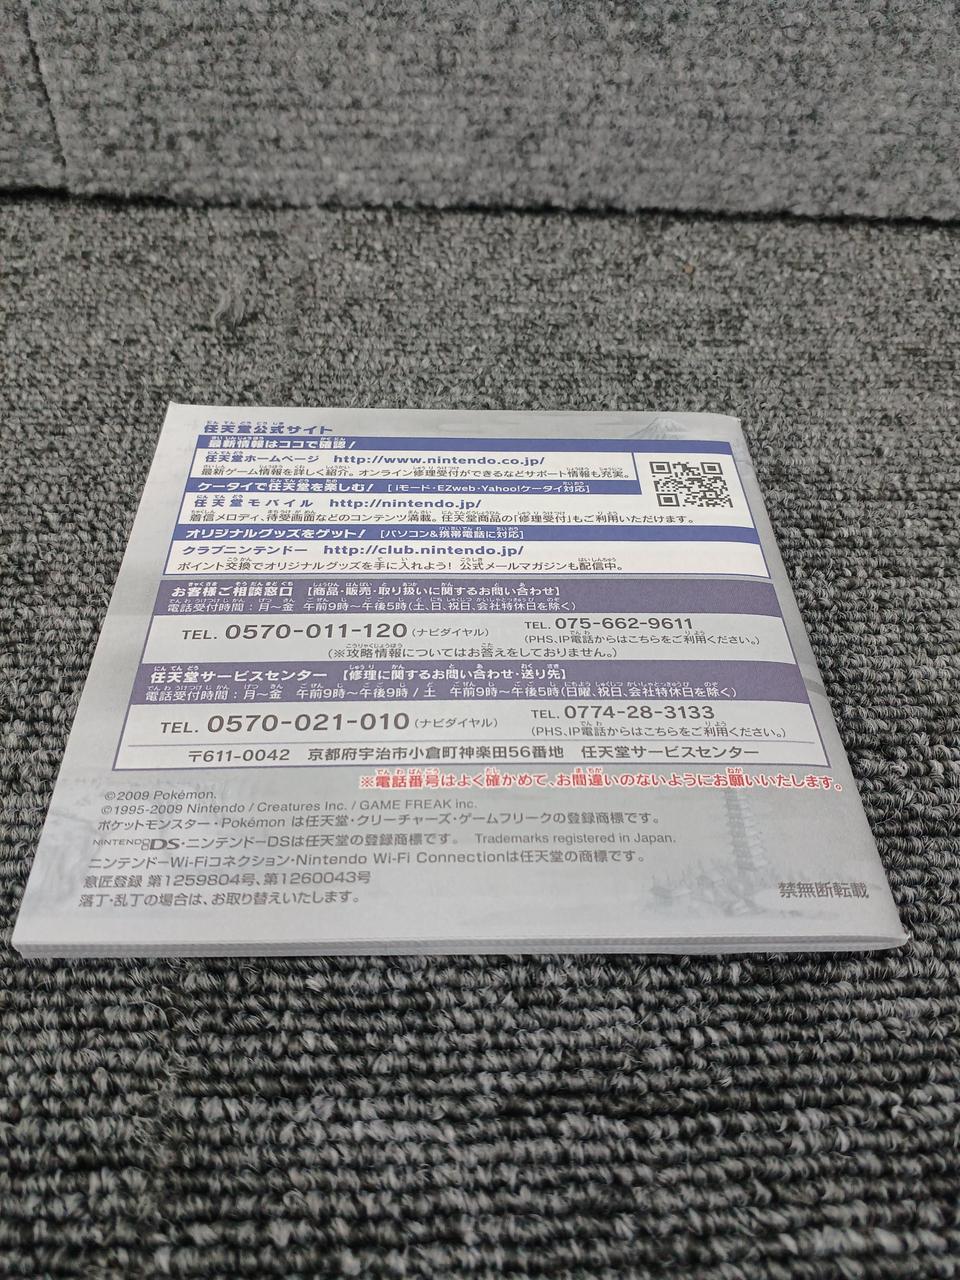 任天堂公式サイト
最新情報はココで確認!
任天堂ホームページ http://www.nintendo.co.jp/
最新ゲーム情報を詳しく紹介。オンライン修理受付ができるなどサポート情報も充実。
ケータイで任天堂を楽しむ! [iモード・EZweb・Yahoo!ケータイ対応]
任天堂モバイル http://nintendo.jp/
着信メロディ、待受画面などのコンテンツ満載。任天堂商品の「修理受付」もご利用いただけます。
オリジナルグッズをゲット! [パソコン&携帯電話に対応]
クラブニンテンドー http://club.nintendo.jp/
ポイント交換でオリジナルグッズを手に入れよう! 公式メールマガジンも配信中。
お客様ご相談窓口 【商品・販売・取り扱いに関するお問い合わせ】
電話受付時間:月〜金 午前9時〜午後5時(土、日、祝日、会社特休日を除く)
TEL. 0570-011-120(ナビダイヤル) TEL. 075-662-9611
(PHS、IP電話からはこちらをご利用ください。)
(※攻略情報についてはお答えをしておりません。)
任天堂サービスセンター 【修理に関するお問い合わせ・送り先】
電話受付時間:月〜金 午前9時〜午後9時 / 土 午前9時〜午後5時(日曜、祝日、会社特休日を除く)
TEL. 0570-021-010(ナビダイヤル) TEL. 0774-28-3133
(PHS、IP電話からはこちらをご利用ください。)
〒611-0042 京都府宇治市小倉町神楽田56番地 任天堂サービスセンター
※電話番号はよく確かめて、お間違いのないようにお願いいたします。
©2009 Pokémon.
©1995-2009 Nintendo / Creatures Inc. / GAME FREAK inc.
ポケットモンスター・Pokémon は任天堂・クリーチャーズ・ゲームフリークの登録商標です。
NINTENDO DS・ニンテンドーDSは任天堂の登録商標です。 Trademarks registered in Japan.
ニンテンドーWi-Fiコネクション・Nintendo Wi-Fi Connectionは任天堂の商標です。
意匠登録 第1259804号、第1260043号
落丁・乱丁の場合は、お取り替えいたします。
禁無断転載